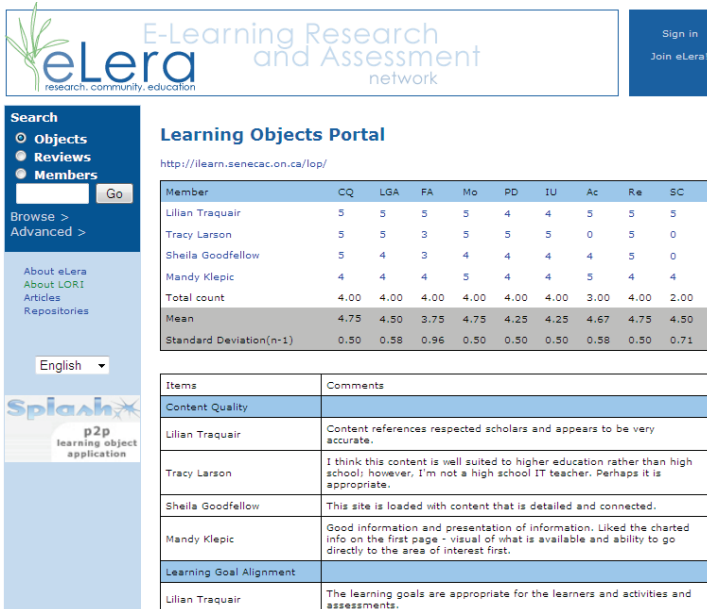 E-Learning Research
and Assessment
network
eLera
research. community. education
Sign in
Join eLera!
Search
Objects
Reviews
Members
Go
Browse >
Advanced >
About eLera
About LORI
Articles
Repositories
English
Splash
p2p
learning object
application
Learning Objects Portal
http://ilearn.senecac.on.ca/lop/
Member CQ LGA FA Mo PD IU Ac Re SC
Lilian Traquair 5 5 5 5 4 4 5 5 5
Tracy Larson 5 5 3 5 5 5 0 5 0
Sheila Goodfellow 5 4 3 4 4 4 4 5 0
Mandy Klepic 4 4 4 5 4 4 5 4 4
Total count 4.00 4.00 4.00 4.00 4.00 4.00 3.00 4.00 2.00
Mean 4.75 4.50 3.75 4.75 4.25 4.25 4.67 4.75 4.50
Standard Deviation(n-1) 0.50 0.58 0.96 0.50 0.50 0.50 0.58 0.50 0.71
Items Comments
Content Quality
Lilian Traquair Content references respected scholars and appears to be very
accurate.
Tracy Larson I think this content is well suited to higher education rather than high
school; however, I'm not a high school IT teacher. Perhaps it is
appropriate.
Sheila Goodfellow This site is loaded with content that is detailed and connected.
Mandy Klepic Good information and presentation of information. Liked the charted
info on the first page - visual of what is available and ability to go
directly to the area of interest first.
Learning Goal Alignment
Lilian Traquair The learning goals are appropriate for the learners and activities and
assessments.